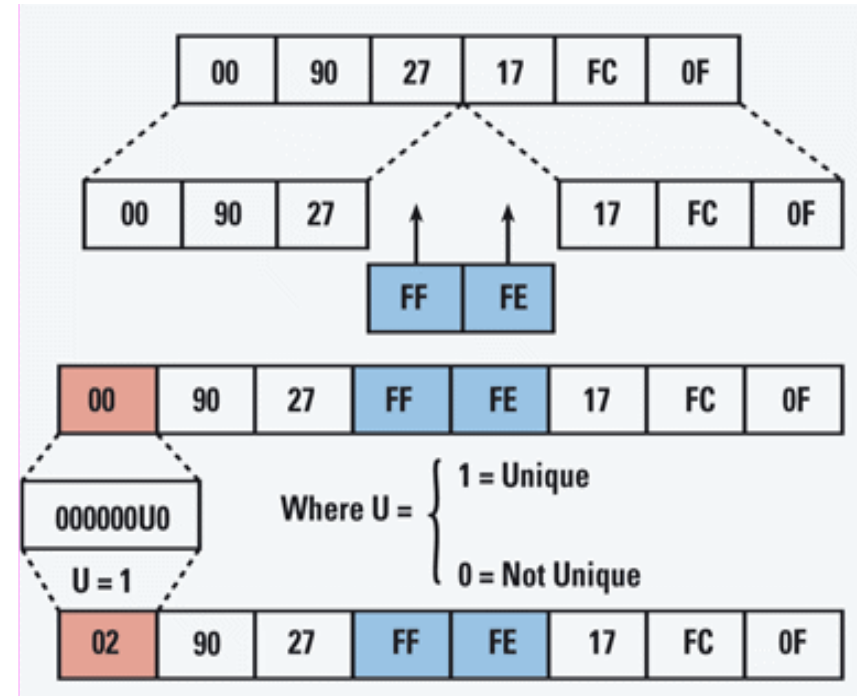 00 90 27 17 FC 0F
00 90 27 17 FC 0F
FF FE
00 90 27 FF FE 17 FC 0F
1 = Unique
000000U0 Where U =
U = 1 0 = Not Unique
02 90 27 FF FE 17 FC 0F